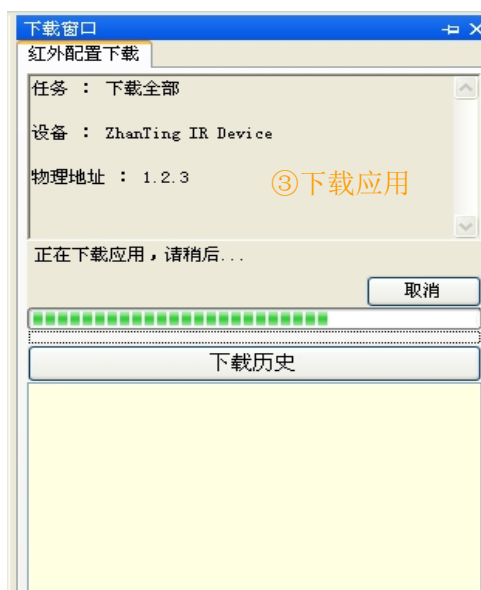 下载窗口
红外配置下载
任务 ： 下载全部
设备 ： ZhanTing IR Device
物理地址 ： 1.2.3
③下载应用
正在下载应用，请稍后...
取消
下载历史